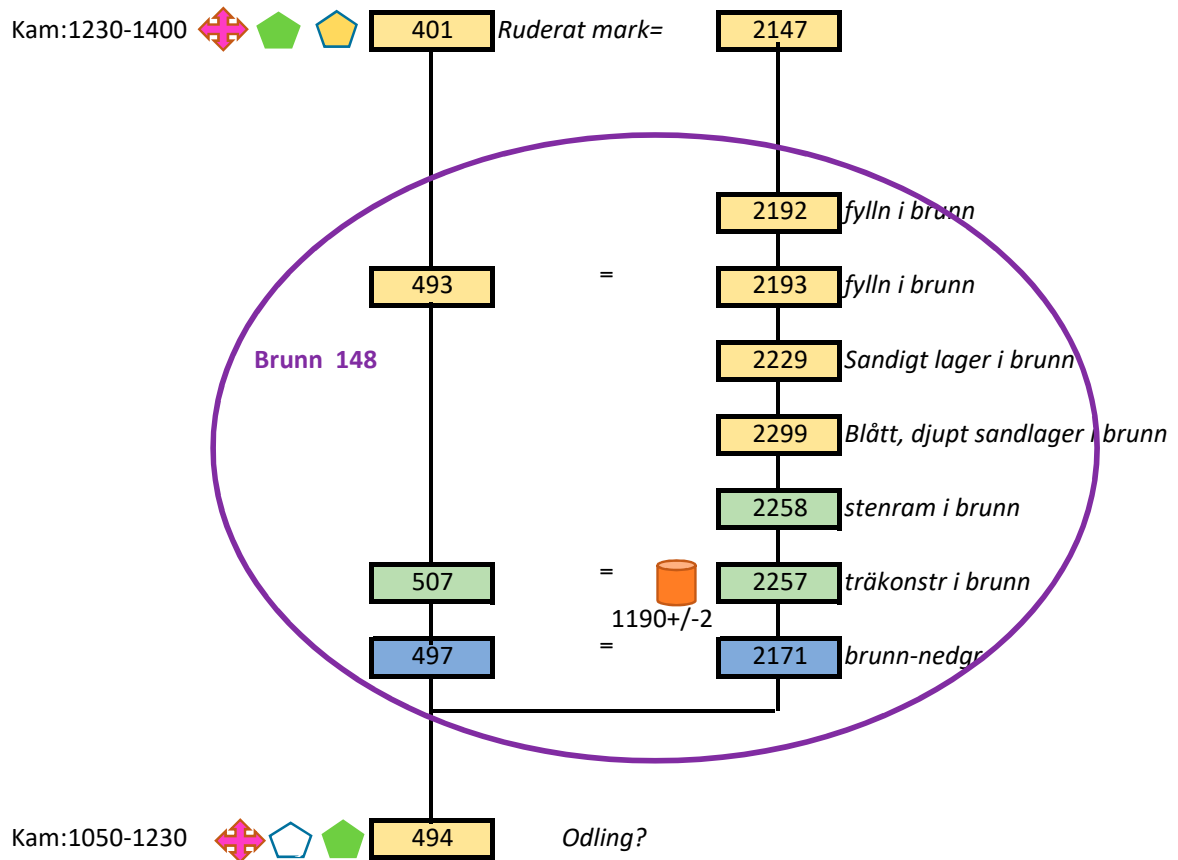 Kam:1230-1400 401 Ruderat mark= 2147
2192 fylln i brunn
493 = 2193 fylln i brunn
Brunn 148 2229 Sandigt lager i brunn
2299 Blått, djupt sandlager i brunn
2258 stenram i brunn
507 = 2257 träkonstr i brunn
1190+/-2
497 = 2171 brunn-nedgr
Kam:1050-1230 494 Odling?